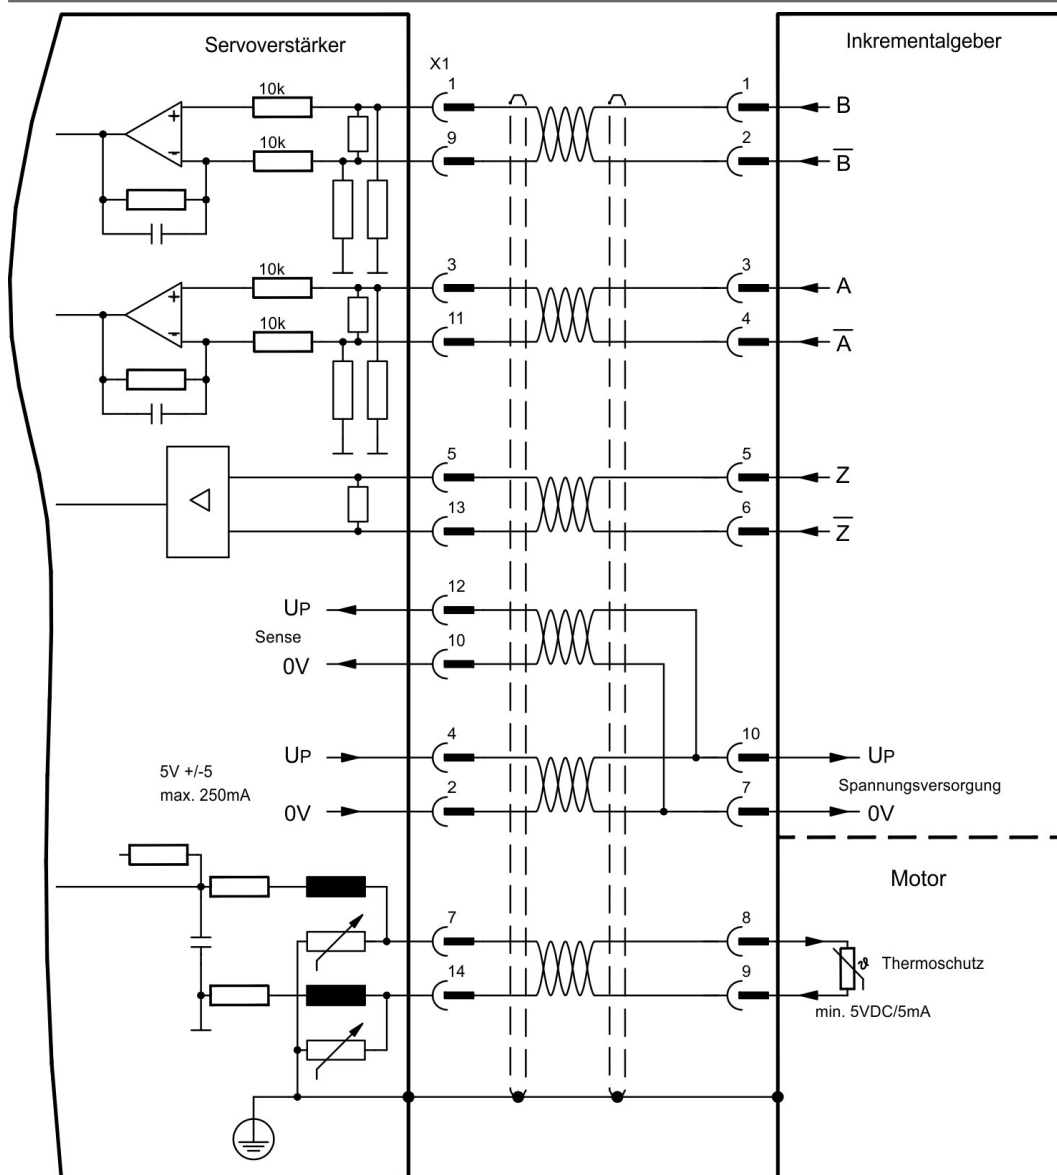 Servoverstärker
Inkrementalgeber
X1
10k
1
1
B
10k
9
2
B̅
+
-
10k
3
3
A
10k
11
4
A̅
+
-
5
5
Z
13
6
Z̅
UP
12
Sense
0V
10
5V +/-5
max. 250mA
UP
4
10
UP
Spannungsversorgung
0V
2
7
0V
Motor
7
8
14
9
ϑ Thermoschutz
min. 5VDC/5mA